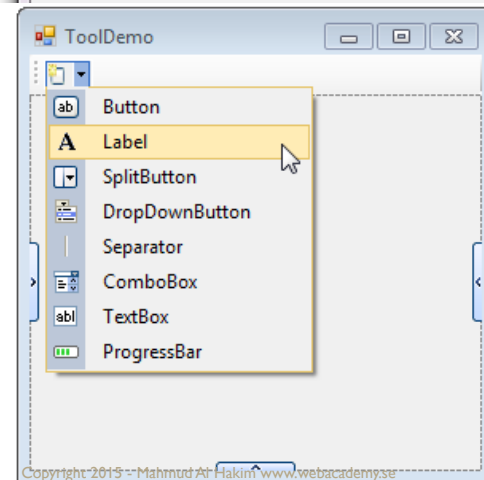 ToolDemo
ab Button
A Label
SplitButton
DropDownButton
Separator
ComboBox
abl TextBox
ProgressBar
Copyright 2015 - Mahmud Al Hakim www.webacademy.se